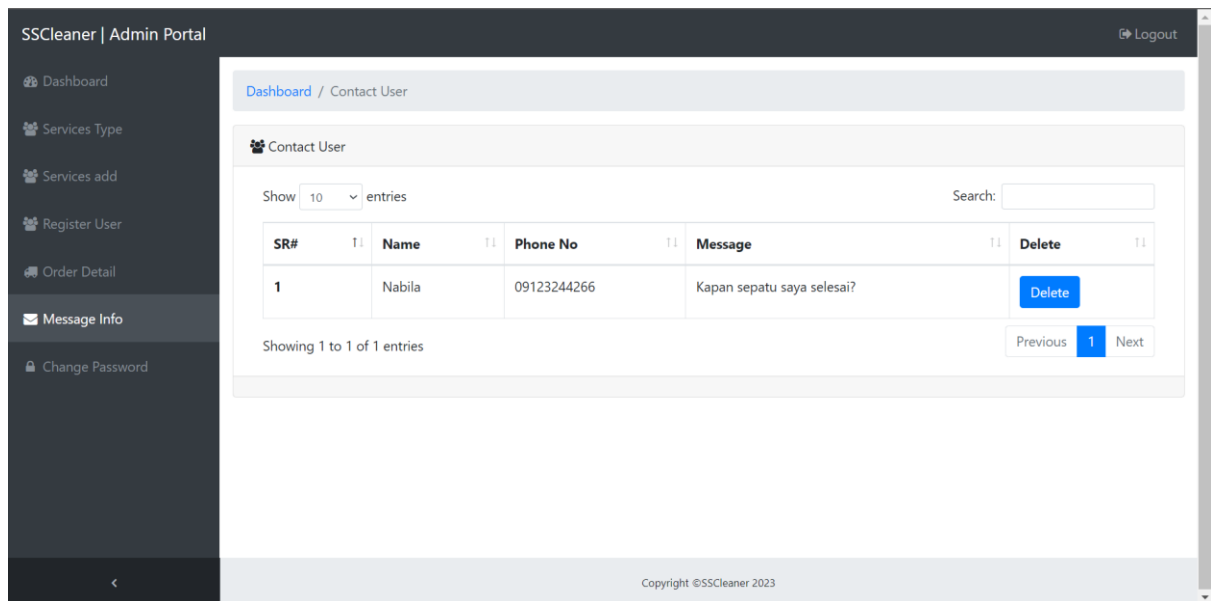 SSCleaner | Admin Portal
Logout
Dashboard
Services Type
Services add
Register User
Order Detail
Message Info
Change Password
Dashboard / Contact User
Contact User
Show 10 entries
Search:
SR# Name Phone No Message Delete
1 Nabila 09123244266 Kapan sepatu saya selesai? Delete
Showing 1 to 1 of 1 entries
Previous 1 Next
Copyright ©SSCleaner 2023